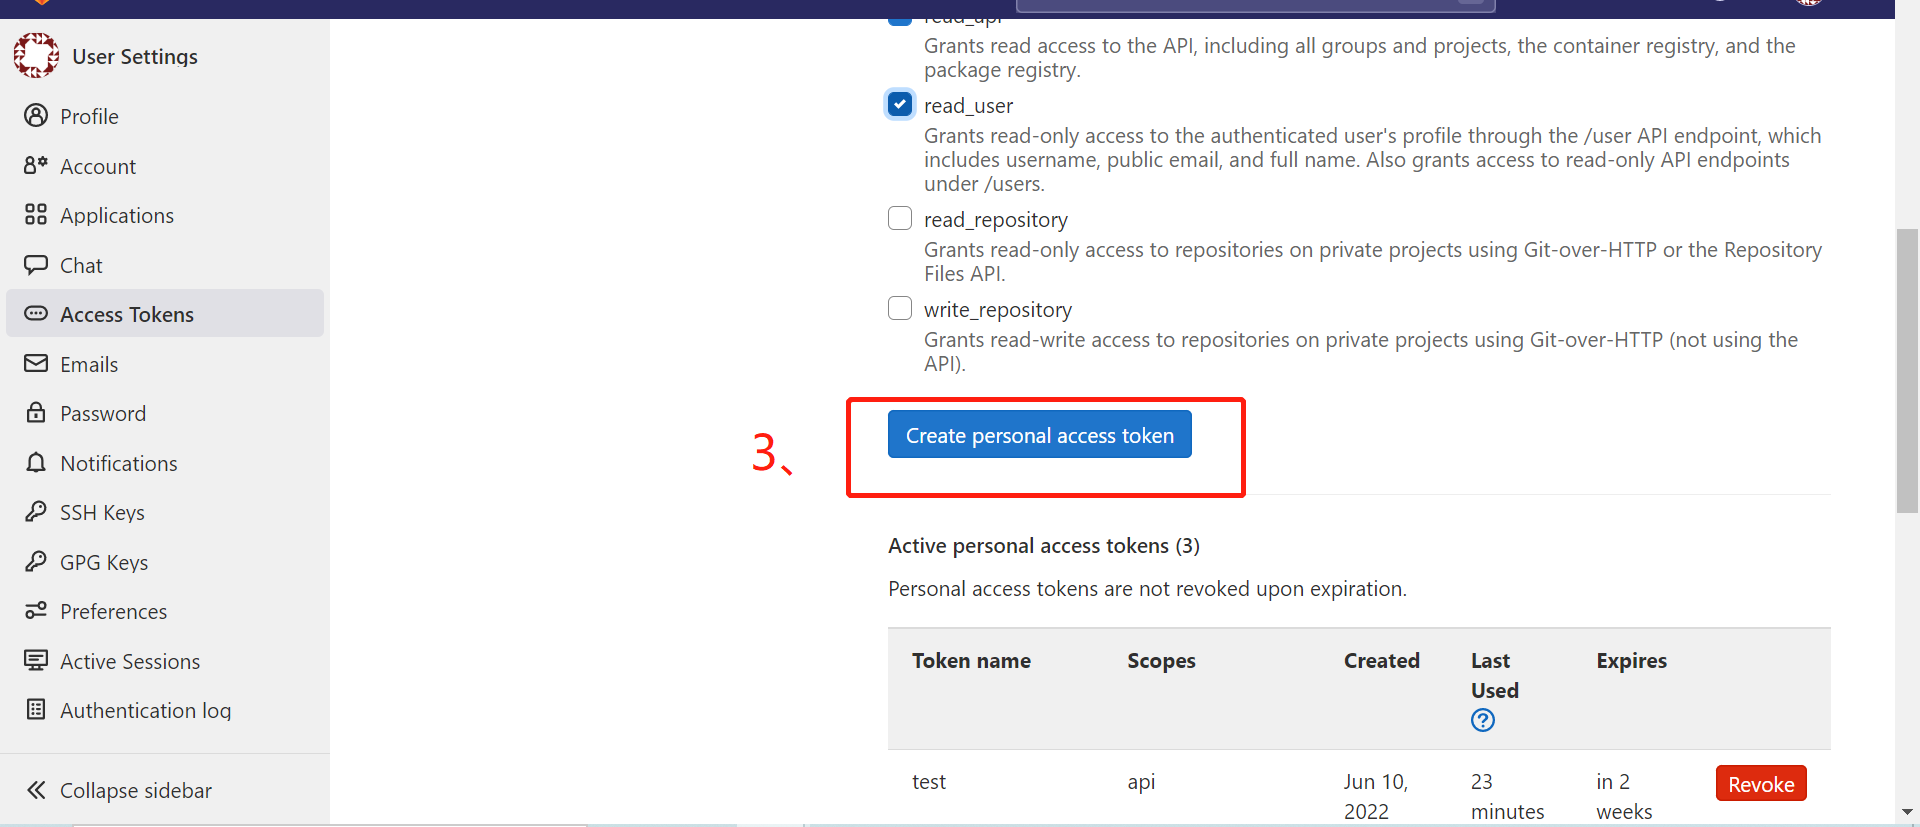 User Settings
Profile
Account
Applications
Chat
Access Tokens
Emails
Password
Notifications
SSH Keys
GPG Keys
Preferences
Active Sessions
Authentication log
Collapse sidebar
read_api
Grants read access to the API, including all groups and projects, the container registry, and the
package registry.
read_user
Grants read-only access to the authenticated user's profile through the /user API endpoint, which
includes username, public email, and full name. Also grants access to read-only API endpoints
under /users.
read_repository
Grants read-only access to repositories on private projects using Git-over-HTTP or the Repository
Files API.
write_repository
Grants read-write access to repositories on private projects using Git-over-HTTP (not using the
API).
3、
Create personal access token
Active personal access tokens (3)
Personal access tokens are not revoked upon expiration.
Token name Scopes Created Last Used Expires
test api Jun 10, 2022 23 minutes in 2 weeks Revoke